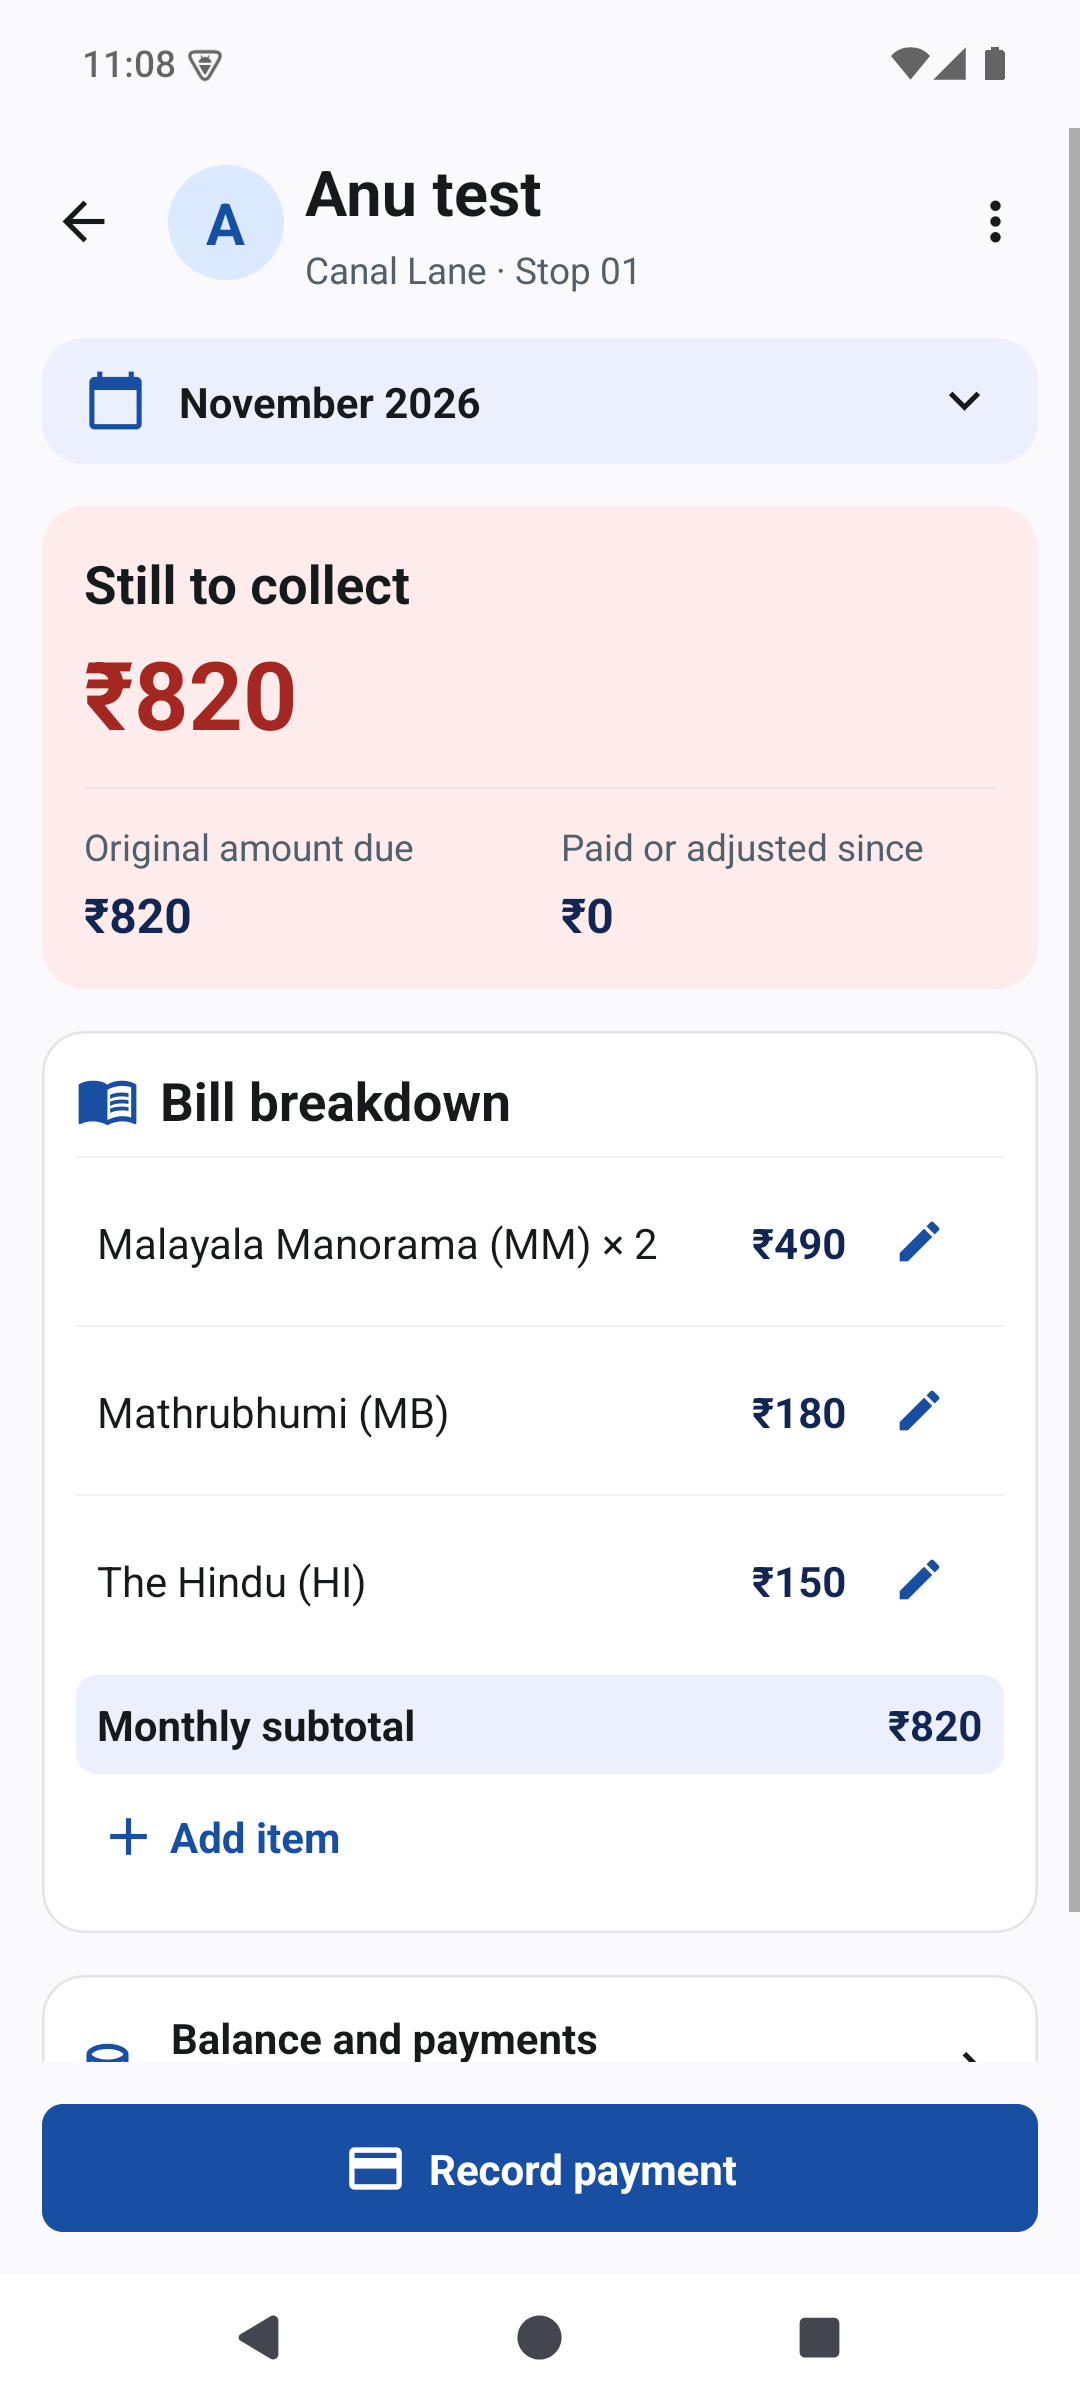 11:08
A
Anu test
Canal Lane · Stop 01
November 2026
Still to collect
₹820
Original amount due
₹820
Paid or adjusted since
₹0
Bill breakdown
Malayala Manorama (MM) × 2 ₹490
Mathrubhumi (MB) ₹180
The Hindu (HI) ₹150
Monthly subtotal ₹820
Add item
Balance and payments
Record payment